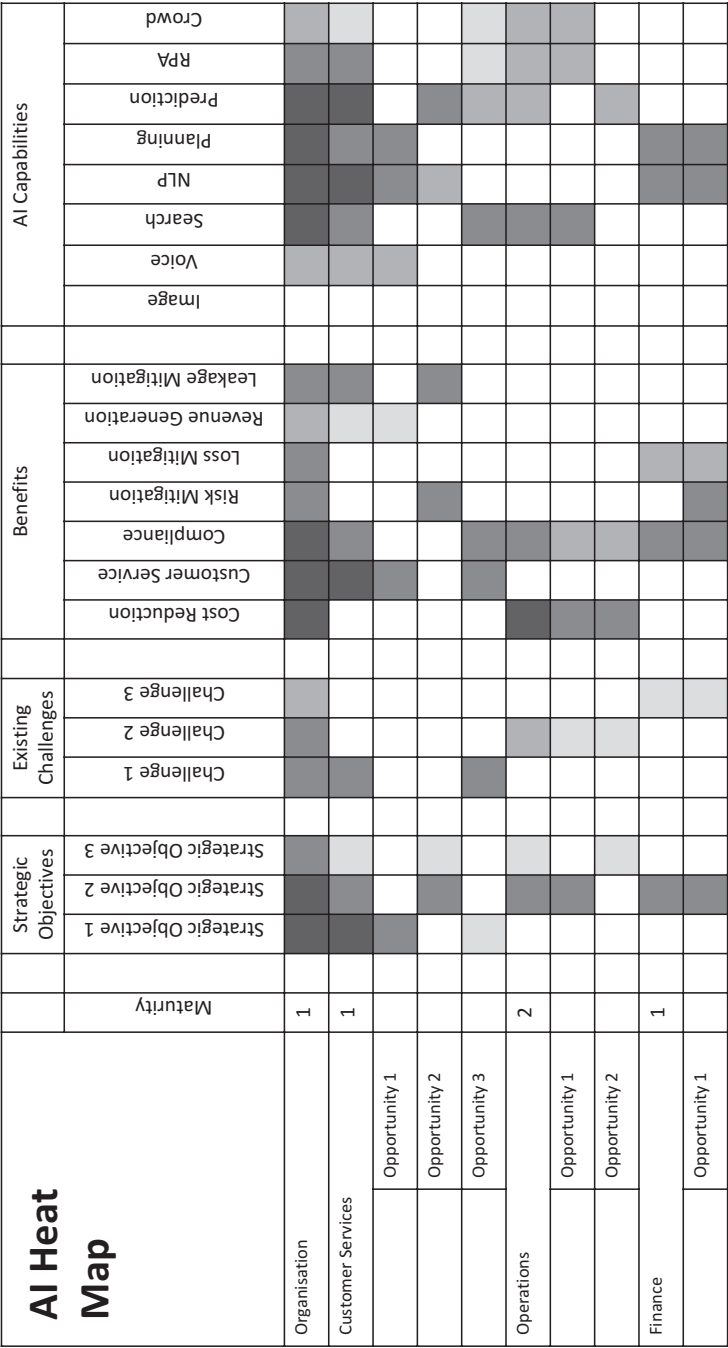 AI Heat
Map
Maturity
Strategic
Objectives
Strategic Objective 1
Strategic Objective 2
Strategic Objective 3
Existing
Challenges
Challenge 1
Challenge 2
Challenge 3
Benefits
Cost Reduction
Customer Service
Compliance
Risk Mitigation
Loss Mitigation
Revenue Generation
Leakage Mitigation
AI Capabilities
Image
Voice
Search
NLP
Planning
Prediction
RPA
Crowd
Organisation 1
Customer Services 1
Opportunity 1
Opportunity 2
Opportunity 3
Operations 2
Opportunity 1
Opportunity 2
Finance 1
Opportunity 1